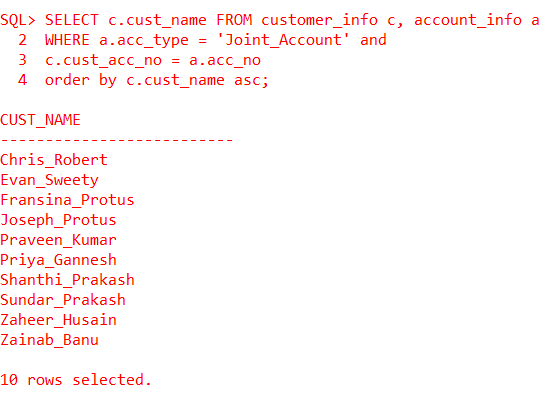 SQL> SELECT c.cust_name FROM customer_info c, account_info a
2 WHERE a.acc_type = 'Joint_Account' and
3 c.cust_acc_no = a.acc_no
4 order by c.cust_name asc;
CUST_NAME
--------------------------
Chris_Robert
Evan_Sweety
Fransina_Protus
Joseph_Protus
Praveen_Kumar
Priya_Gannesh
Shanthi_Prakash
Sundar_Prakash
Zaheer_Husain
Zainab_Banu
10 rows selected.